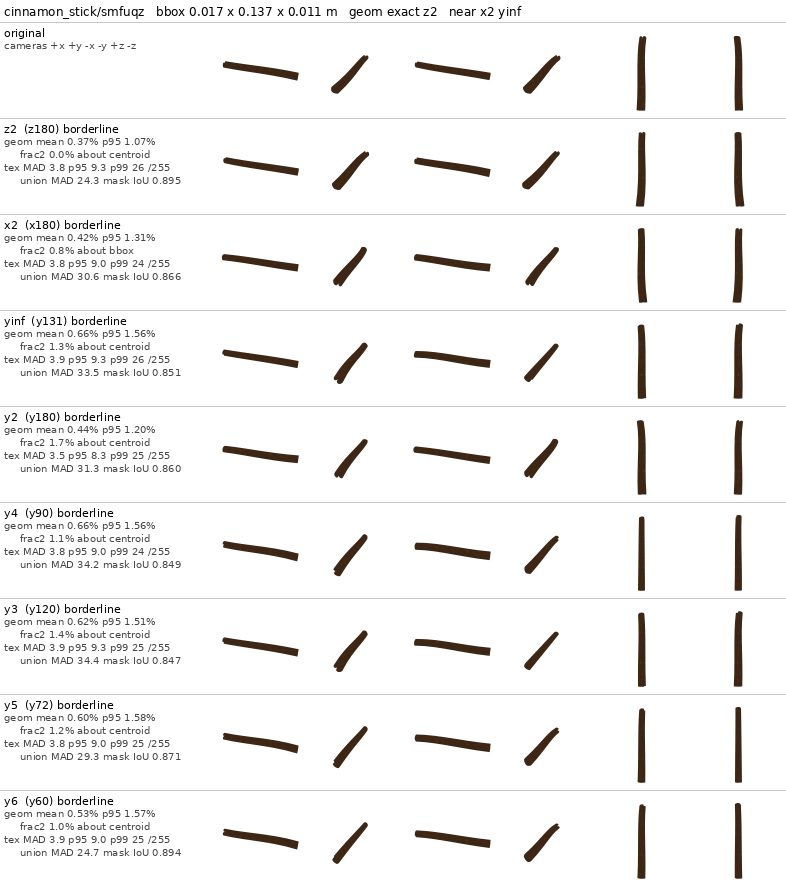 cinnamon_stick/smfuqz   bbox 0.017 x 0.137 x 0.011 m   geom exact z2   near x2 yinf
original
cameras +x +y -x -y +z -z
z2  (z180) borderline
geom mean 0.37% p95 1.07%
frac2 0.0% about centroid
tex MAD 3.8 p95 9.3 p99 26 /255
union MAD 24.3 mask IoU 0.895
x2  (x180) borderline
geom mean 0.42% p95 1.31%
frac2 0.8% about bbox
tex MAD 3.8 p95 9.0 p99 24 /255
union MAD 30.6 mask IoU 0.866
yinf  (y131) borderline
geom mean 0.66% p95 1.56%
frac2 1.3% about centroid
tex MAD 3.9 p95 9.3 p99 26 /255
union MAD 33.5 mask IoU 0.851
y2  (y180) borderline
geom mean 0.44% p95 1.20%
frac2 1.7% about centroid
tex MAD 3.5 p95 8.3 p99 25 /255
union MAD 31.3 mask IoU 0.860
y4  (y90) borderline
geom mean 0.66% p95 1.56%
frac2 1.1% about centroid
tex MAD 3.8 p95 9.0 p99 24 /255
union MAD 34.2 mask IoU 0.849
y3  (y120) borderline
geom mean 0.62% p95 1.51%
frac2 1.4% about centroid
tex MAD 3.9 p95 9.3 p99 25 /255
union MAD 34.4 mask IoU 0.847
y5  (y72) borderline
geom mean 0.60% p95 1.58%
frac2 1.2% about centroid
tex MAD 3.8 p95 9.0 p99 25 /255
union MAD 29.3 mask IoU 0.871
y6  (y60) borderline
geom mean 0.53% p95 1.57%
frac2 1.0% about centroid
tex MAD 3.9 p95 9.0 p99 25 /255
union MAD 24.7 mask IoU 0.894